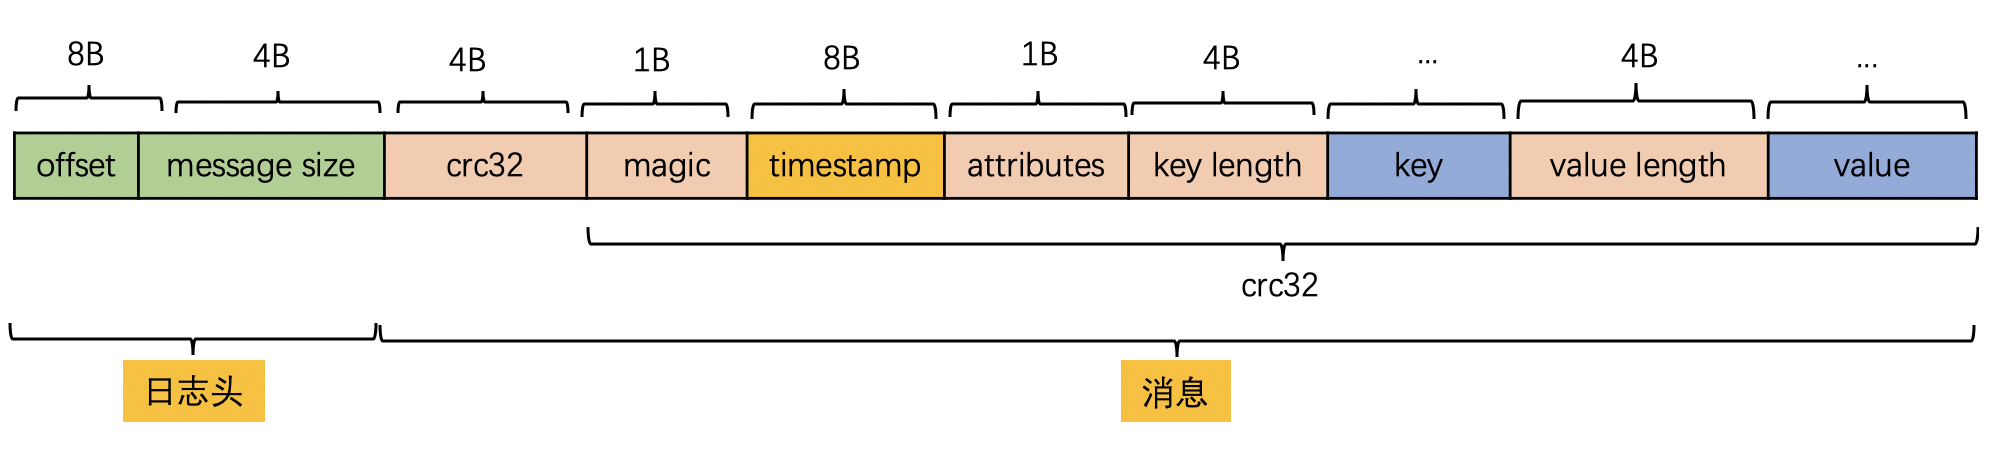 8B 4B 4B 1B 8B 1B 4B ... 4B ...
offset message size crc32 magic timestamp attributes key length key value length value
crc32
日志头 消息